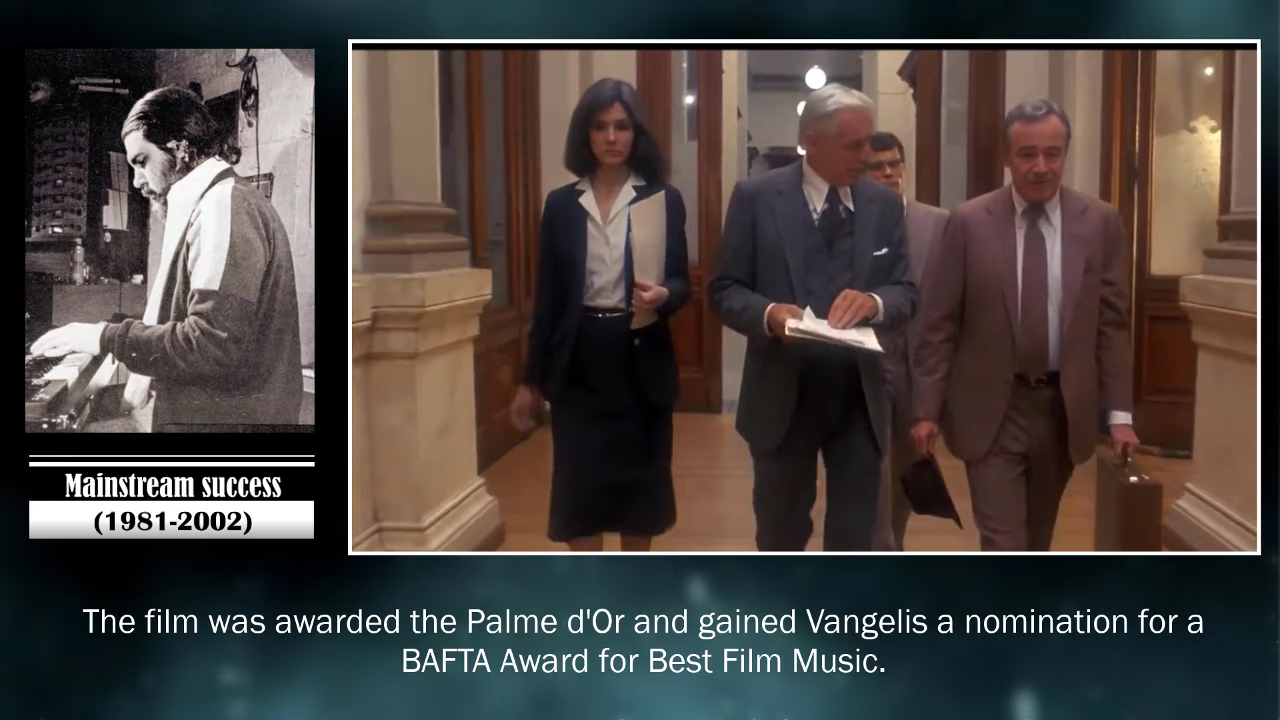 Mainstream success
(1981-2002)
The film was awarded the Palme d'Or and gained Vangelis a nomination for a
BAFTA Award for Best Film Music.